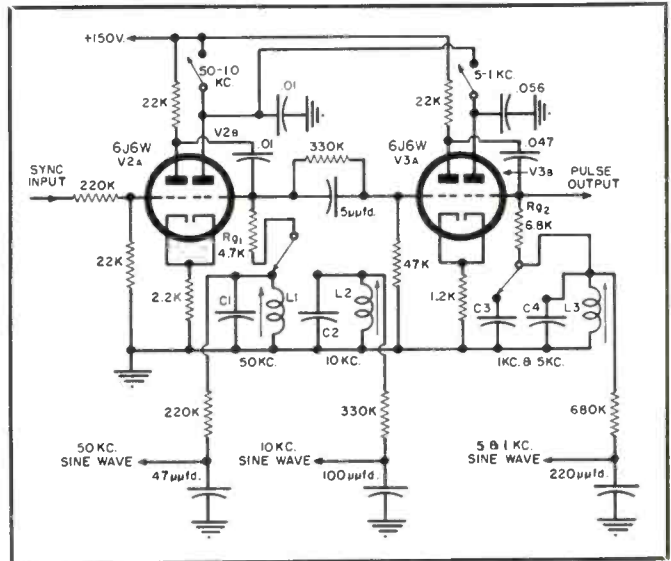 +150V.
50-10
KC.
5-1 KC.
22K
.01
22K
.056
6J6W
V2A
V2B
.01
330K
6J6W
V3A
.047
V3B
SYNC
INPUT
220K
PULSE
OUTPUT
5μμfd.
Rg1
4.7K
Rg2
6.8K
22K
2.2K
C1
L1
C2
L2
47K
1.2K
C3
C4
L3
50KC.
10KC.
1KC. & 5KC.
220K
330K
680K
50 KC.
SINE WAVE
10KC.
SINE WAVE
5 & 1 KC.
SINE WAVE
47μμfd.
100μμfd.
220μμfd.